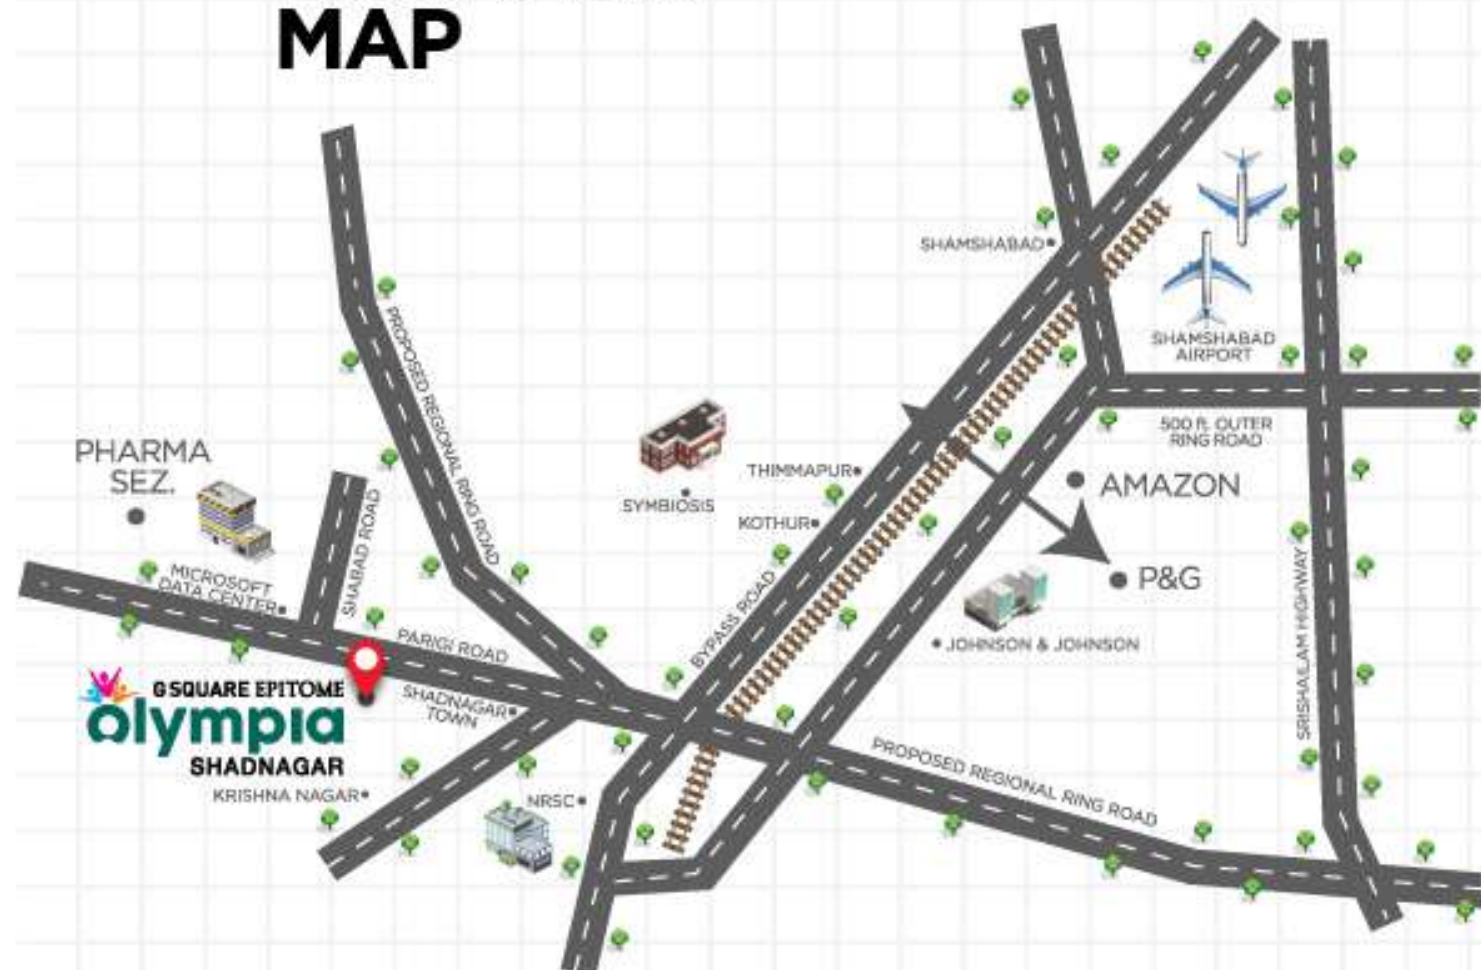 MAP
SHAMSHABAD
SHAMSHABAD
AIRPORT
PROPOSED REGIONAL RING ROAD
500 ft. OUTER
RING ROAD
PHARMA
SEZ.
THIMMAPUR
AMAZON
SYMBIOSIS
KOTHUR
SHABAD ROAD
MICROSOFT
DATA CENTER
P&G
BYPASS ROAD
SRISHAILAM HIGHWAY
JOHNSON & JOHNSON
PARIGI ROAD
G SQUARE EPITOME
olympia
SHADNAGAR
SHADNAGAR
TOWN
PROPOSED REGIONAL RING ROAD
KRISHNA NAGAR
NRSC